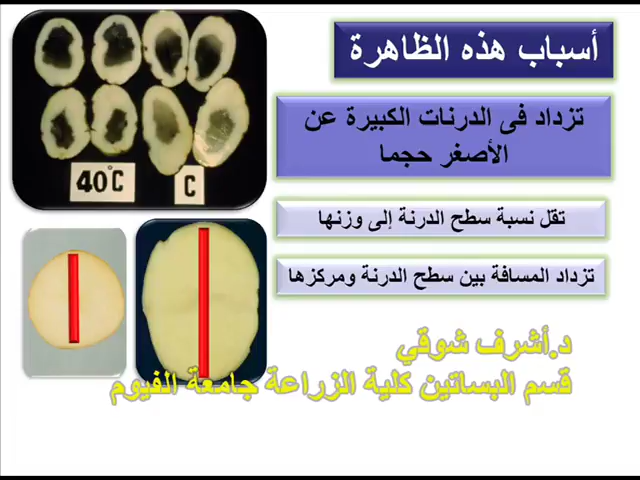 أسباب هذه الظاهرة
تزداد فى الدرنات الكبيرة عن
الأصغر حجما
تقل نسبة سطح الدرنة إلى وزنها
تزداد المسافة بين سطح الدرنة ومركزها
40°C
C
د.أشرف شوقي
قسم البساتين كلية الزراعة جامعة الفيوم